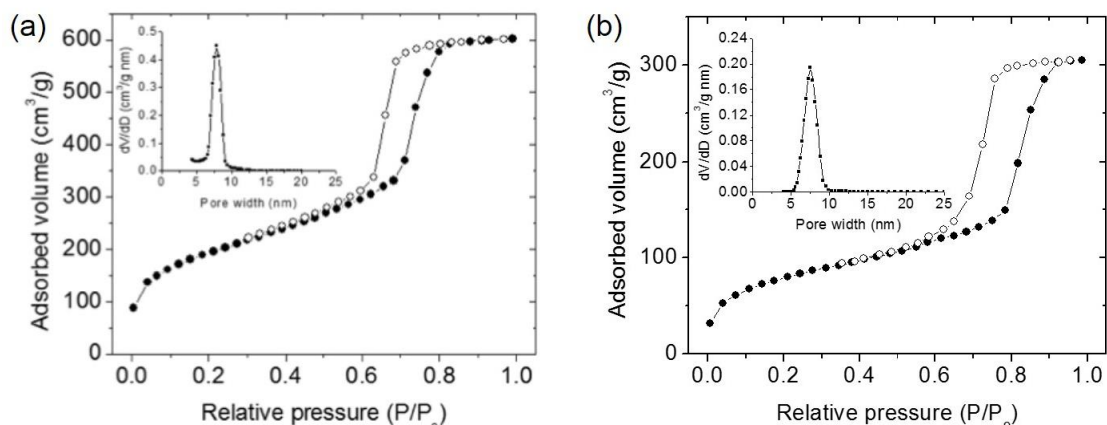 (a)
600
500
400
300
200
100
0
Adsorbed volume (cm³/g)
0.0 0.2 0.4 0.6 0.8 1.0
Relative pressure (P/Pₒ)
0.5
0.4
0.3
0.2
0.1
0.0
dV/dD (cm³/g nm)
0 5 10 15 20 25
Pore width (nm)
(b)
300
200
100
0
Adsorbed volume (cm³/g)
0.0 0.2 0.4 0.6 0.8 1.0
Relative pressure (P/Pₒ)
0.24
0.20
0.16
0.12
0.08
0.04
0.00
dV/dD (cm³/g nm)
0 5 10 15 20 25
Pore width (nm)